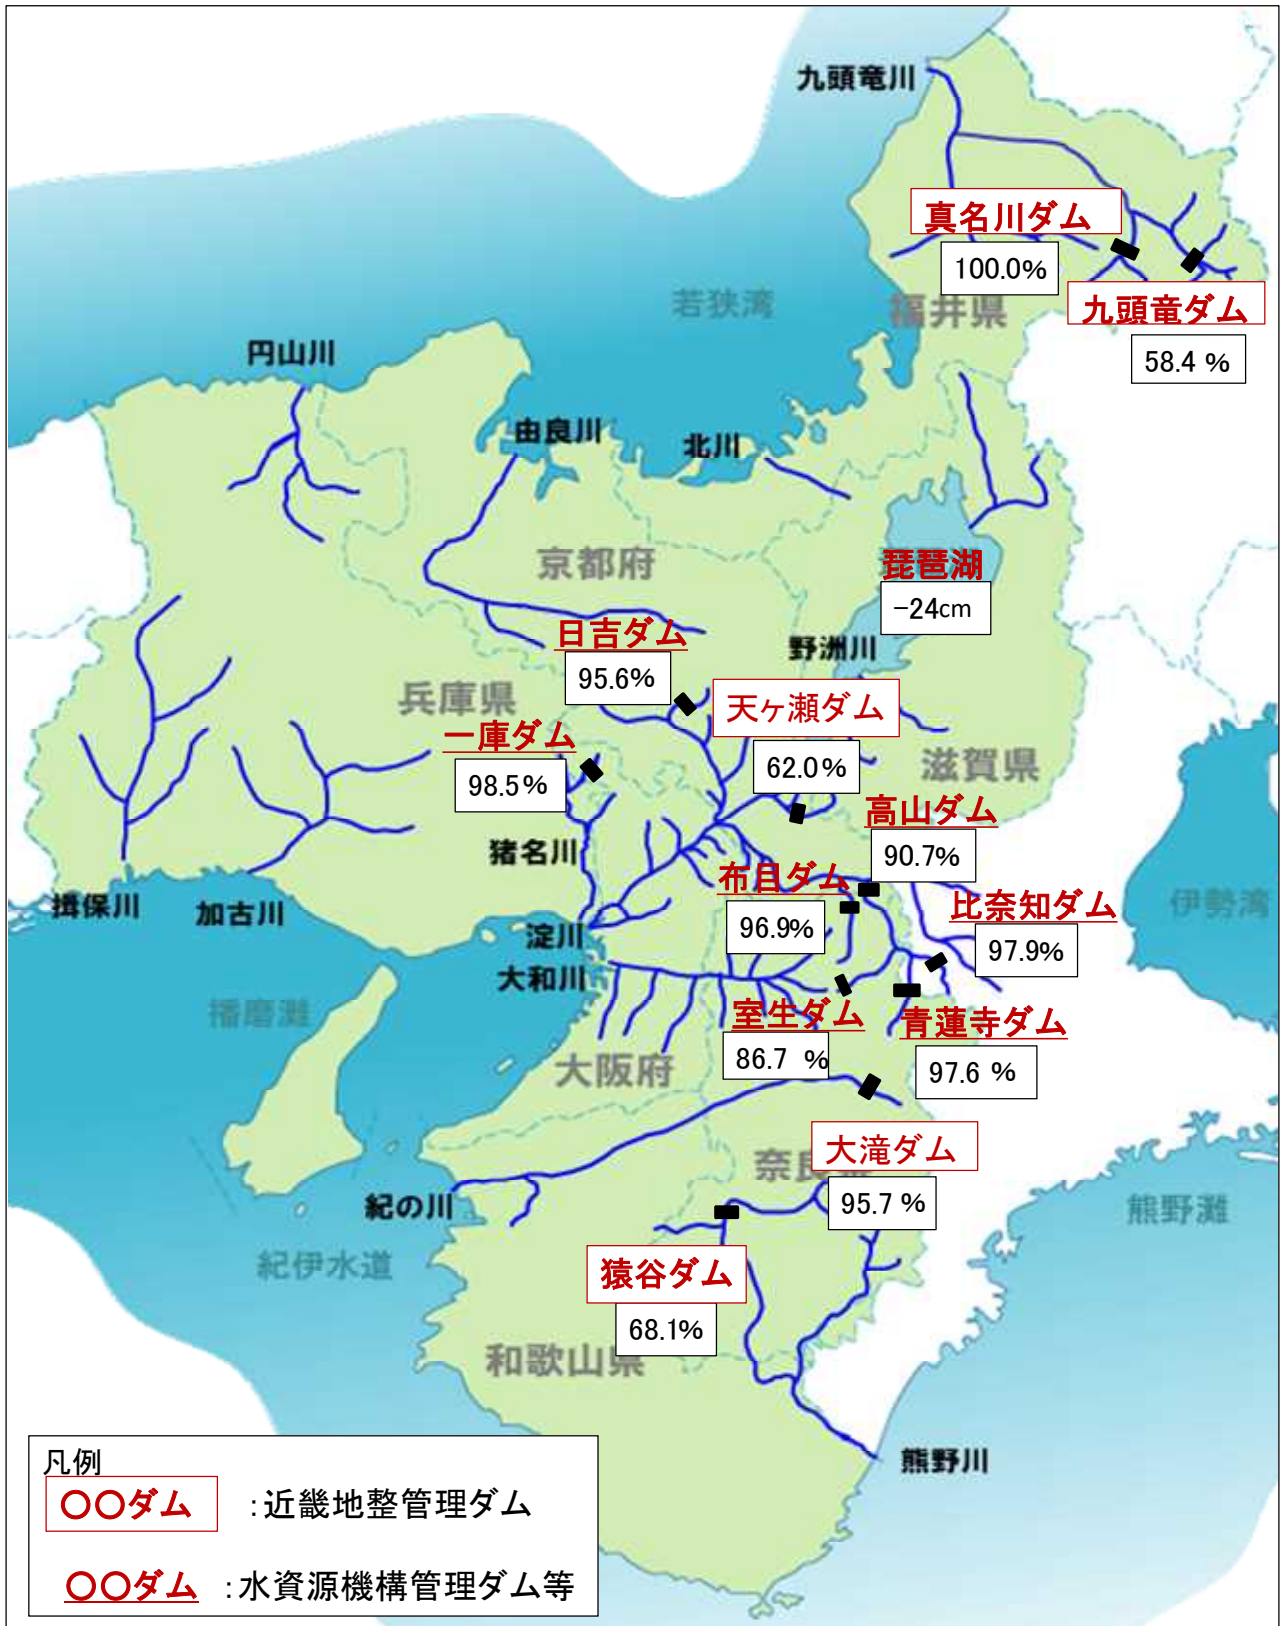 九頭竜川
真名川ダム
100.0%
若狭湾
福井県
九頭竜ダム
58.4 %
円山川
由良川
北川
京都府
琵琶湖
-24cm
日吉ダム
95.6%
野洲川
兵庫県
天ヶ瀬ダム
62.0%
滋賀県
一庫ダム
98.5%
高山ダム
90.7%
猪名川
布目ダム
96.9%
比奈知ダム
97.9%
揖保川
加古川
伊勢湾
淀川
大和川
播磨灘
室生ダム
86.7 %
青蓮寺ダム
97.6 %
大阪府
大滝ダム
95.7 %
奈良
紀の川
熊野灘
紀伊水道
猿谷ダム
68.1%
和歌山県
熊野川
凡例
〇〇ダム :近畿地整管理ダム
〇〇ダム :水資源機構管理ダム等